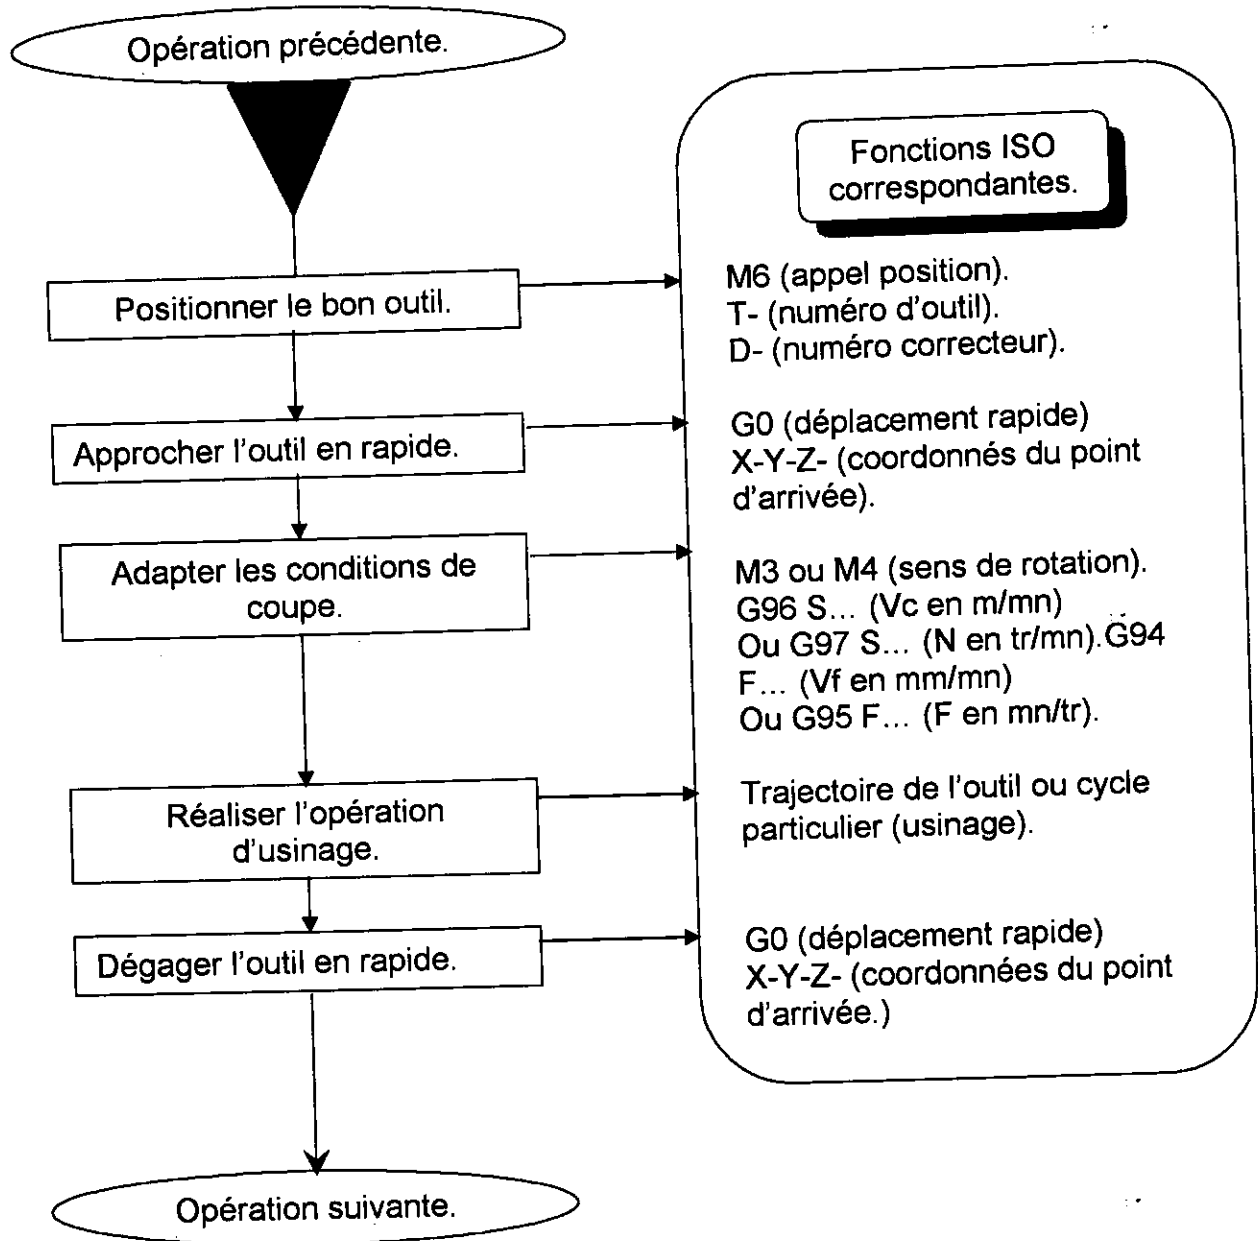 Opération précédente.
Fonctions ISO
correspondantes.
Positionner le bon outil.
M6 (appel position).
T- (numéro d'outil).
D- (numéro correcteur).
Approcher l'outil en rapide.
G0 (déplacement rapide)
X-Y-Z- (coordonnés du point
d'arrivée).
Adapter les conditions de
coupe.
M3 ou M4 (sens de rotation).
G96 S... (Vc en m/mn)
Ou G97 S... (N en tr/mn).G94
F... (Vf en mm/mn)
Ou G95 F... (F en mn/tr).
Réaliser l'opération
d'usinage.
Trajectoire de l'outil ou cycle
particulier (usinage).
Dégager l'outil en rapide.
G0 (déplacement rapide)
X-Y-Z- (coordonnées du point
d'arrivée.)
Opération suivante.